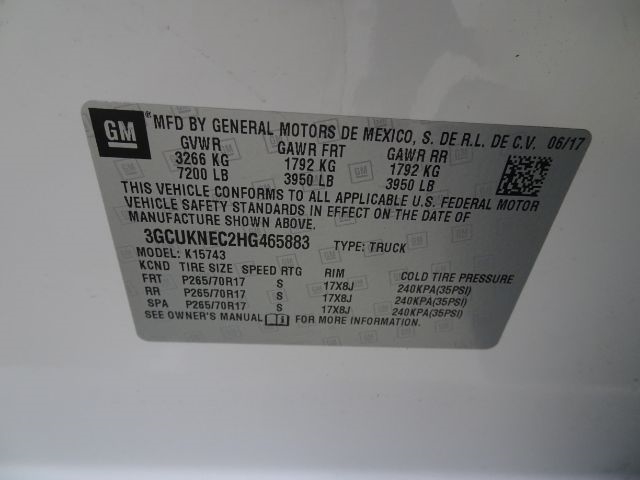 GM MFD BY GENERAL MOTORS DE MEXICO, S. DE R.L. DE C.V. 06/17
GVWR GAWR FRT GAWR RR
3266 KG 1792 KG 1792 KG
7200 LB 3950 LB 3950 LB
THIS VEHICLE CONFORMS TO ALL APPLICABLE U.S. FEDERAL MOTOR
VEHICLE SAFETY STANDARDS IN EFFECT ON THE DATE OF
MANUFACTURE SHOWN ABOVE.
3GCUKNEC2HG465883 TYPE: TRUCK
MODEL: K15743
KCND TIRE SIZE SPEED RTG RIM COLD TIRE PRESSURE
FRT P265/70R17 S 17X8J 240KPA(35PSI)
RR P265/70R17 S 17X8J 240KPA(35PSI)
SPA P265/70R17 S 17X8J 240KPA(35PSI)
SEE OWNER'S MANUAL FOR MORE INFORMATION.